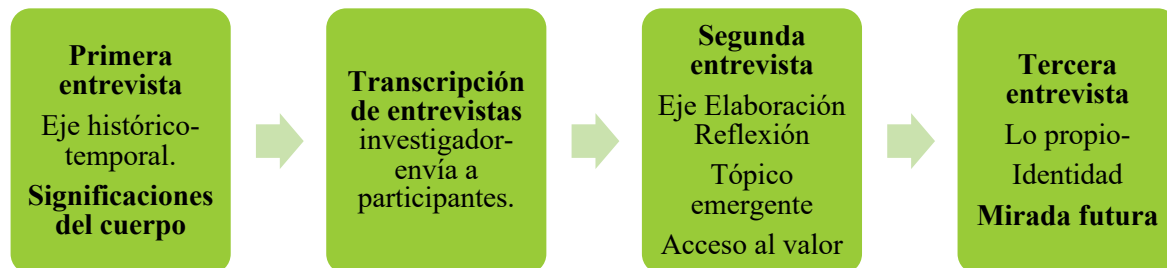 Primera
entrevista
Eje histórico-
temporal.
Significaciones
del cuerpo
Transcripción
de entrevistas
investigador-
envía a
participantes.
Segunda
entrevista
Eje Elaboración
Reflexión
Tópico
emergente
Acceso al valor
Tercera
entrevista
Lo propio-
Identidad
Mirada futura